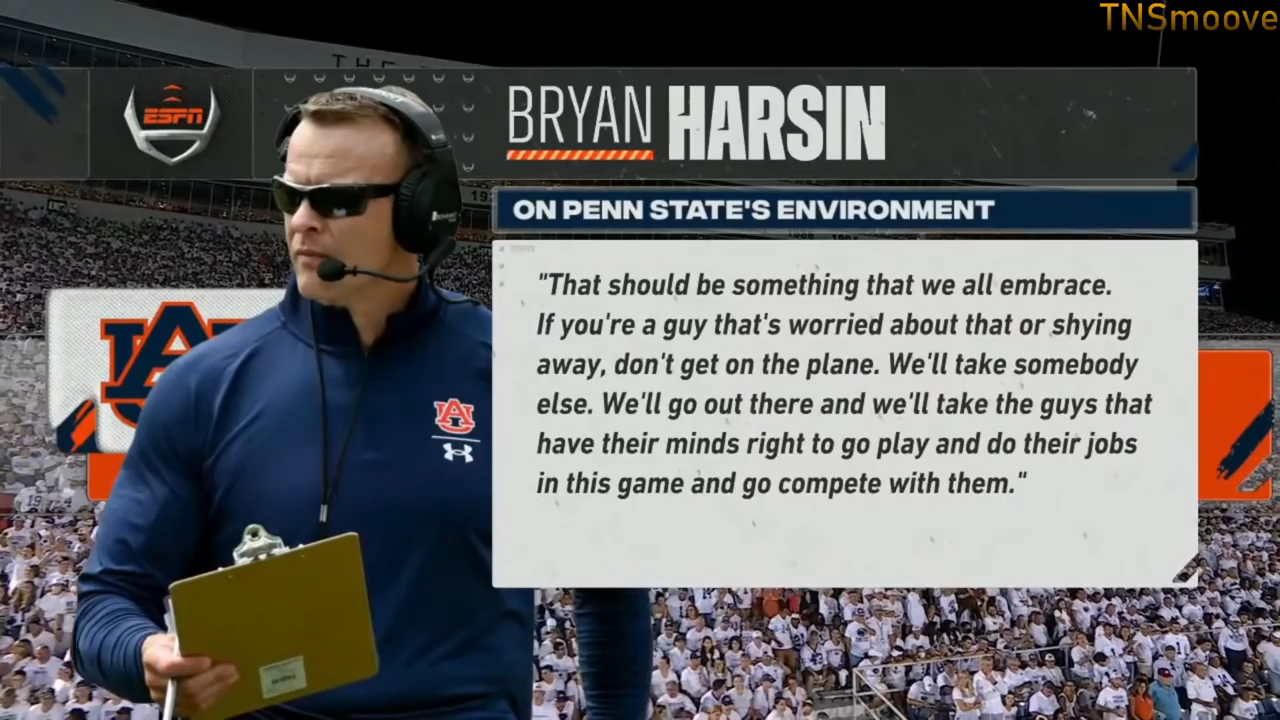 TNSmoove
THE
ESPN
BRYAN HARSIN
ON PENN STATE'S ENVIRONMENT
"That should be something that we all embrace.
If you're a guy that's worried about that or shying
away, don't get on the plane. We'll take somebody
else. We'll go out there and we'll take the guys that
have their minds right to go play and do their jobs
in this game and go compete with them."